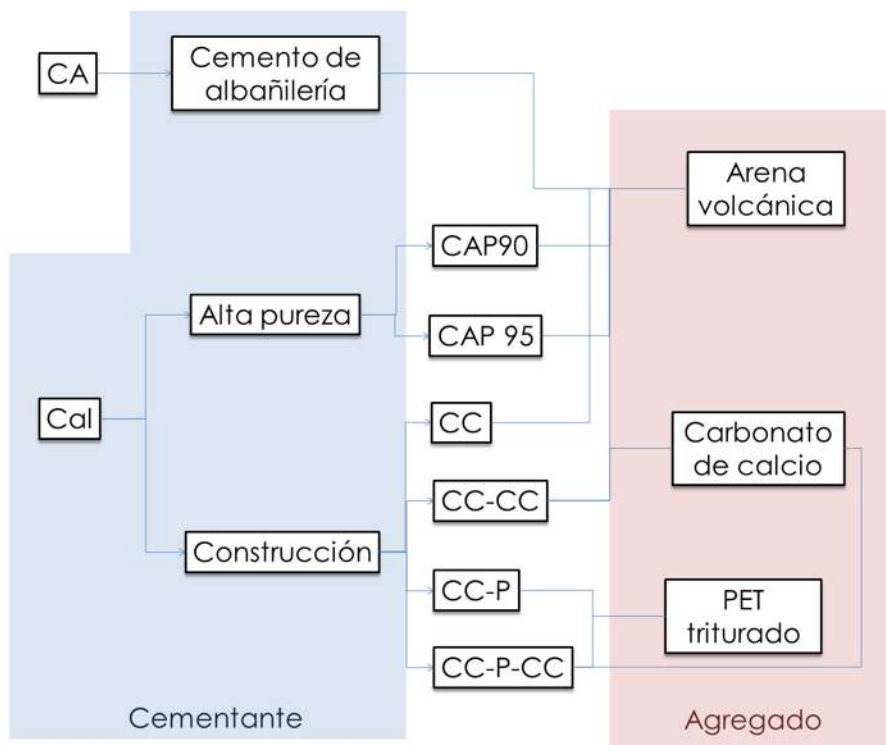 CA
Cemento de
albañilería
Arena
volcánica
CAP90
Alta pureza
CAP 95
Cal
CC
Carbonato
de calcio
CC-CC
Construcción
CC-P
PET
triturado
CC-P-CC
Cementante
Agregado